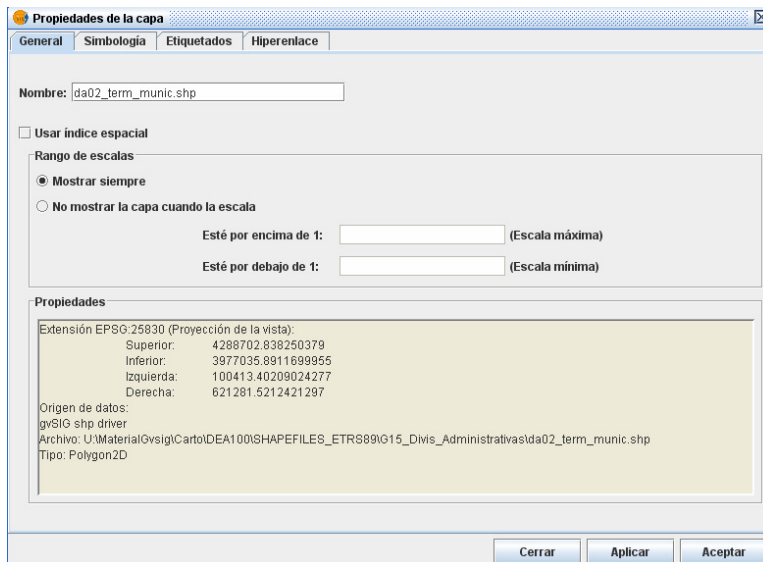 Propiedades de la capa
General Simbología Etiquetados Hiperenlace
Nombre: da02_term_munic.shp
Usar índice espacial
Rango de escalas
Mostrar siempre
No mostrar la capa cuando la escala
Esté por encima de 1: (Escala máxima)
Esté por debajo de 1: (Escala mínima)
Propiedades
Extensión EPSG:25830 (Proyección de la vista):
Superior: 4288702.838250379
Inferior: 3977035.8911699955
Izquierda: 100413.40209024277
Derecha: 621281.5212421297
Origen de datos:
gvSIG shp driver
Archivo: U:\MaterialGvsig\Carto\DEA100\SHAPEFILES_ETRS89\G15_Divis_Administrativas\da02_term_munic.shp
Tipo: Polygon2D
Cerrar Aplicar Aceptar